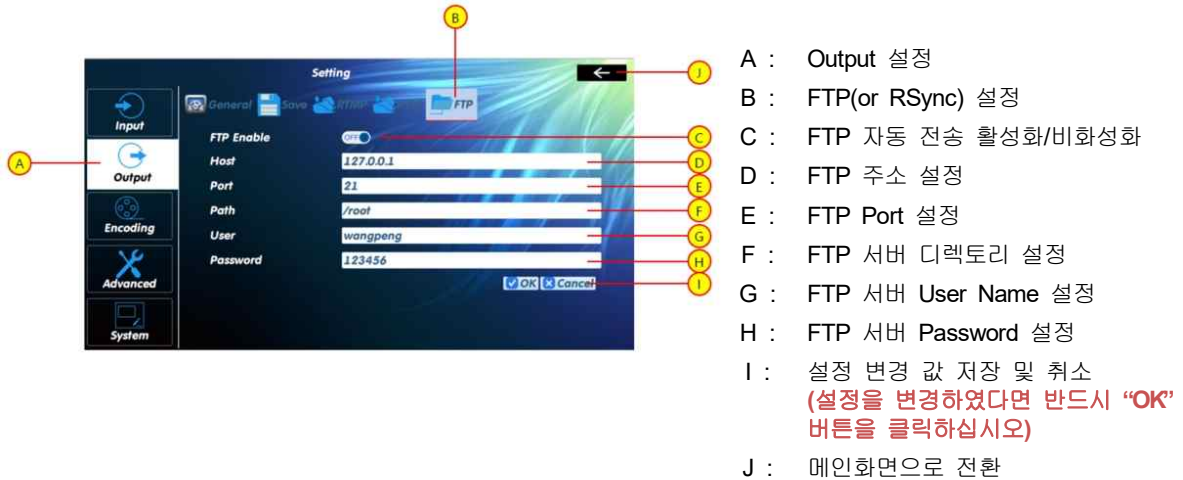 B
Setting
J
General Save RTMP FTP
Input
FTP Enable OFF
C
Host 127.0.0.1
D
A
Output
Port 21
E
Path /root
F
Encoding
User wangpeng
G
Password 123456
H
OK Cancel
I
Advanced
System
A : Output 설정
B : FTP(or RSync) 설정
C : FTP 자동 전송 활성화/비화성화
D : FTP 주소 설정
E : FTP Port 설정
F : FTP 서버 디렉토리 설정
G : FTP 서버 User Name 설정
H : FTP 서버 Password 설정
I : 설정 변경 값 저장 및 취소
(설정을 변경하였다면 반드시 “OK”
버튼을 클릭하십시오)
J : 메인화면으로 전환